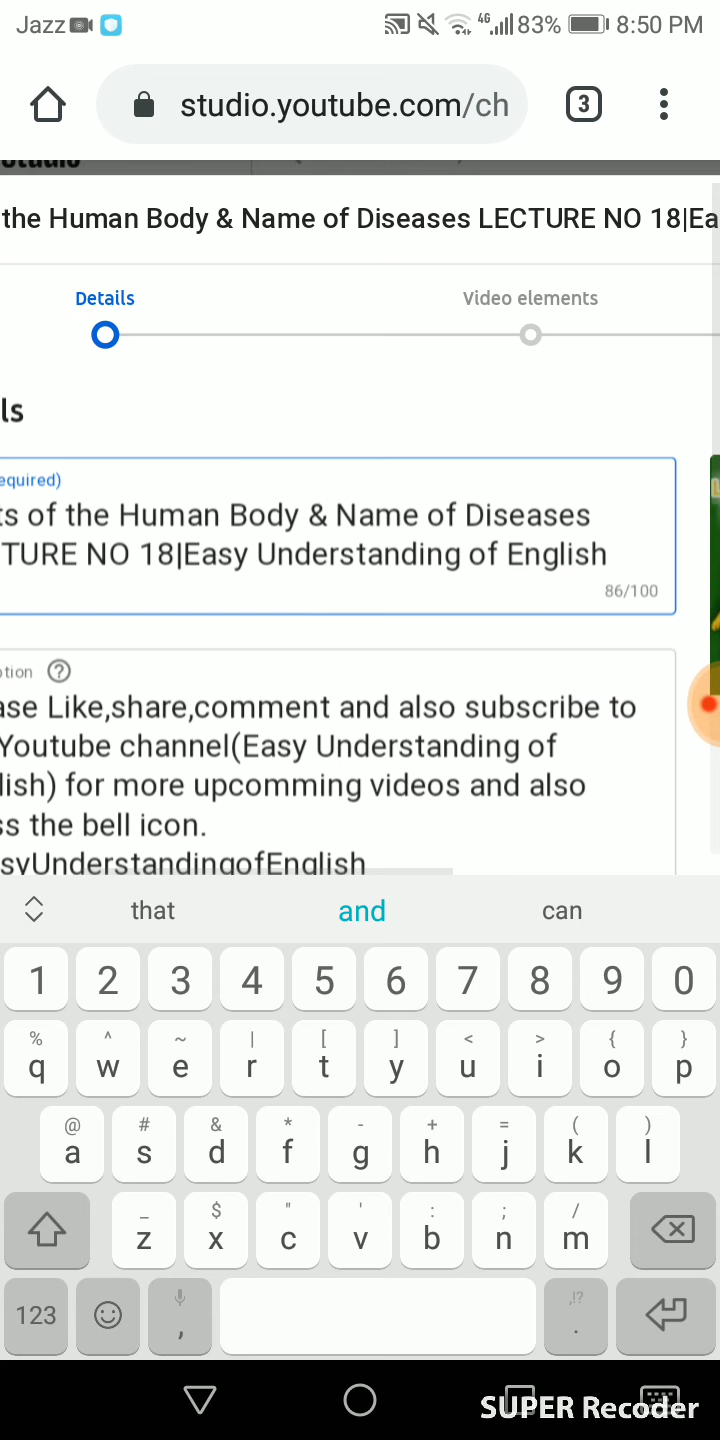 Jazz 4G 83% 8:50 PM
studio.youtube.com/ch 3
the Human Body & Name of Diseases LECTURE NO 18|Ea
Details Video elements
ls
equired)
ts of the Human Body & Name of Diseases
TURE NO 18|Easy Understanding of English
86/100
tion ?
ase Like,share,comment and also subscribe to
Youtube channel(Easy Understanding of
lish) for more upcomming videos and also
ss the bell icon.
syUnderstandingofEnglish
that and can
1 2 3 4 5 6 7 8 9 0
% ^ ~ | [ ] < > { }
q w e r t y u i o p
@ # & * - + = ( )
a s d f g h j k l
_ $ " ' : ; /
z x c v b n m
123 , ,!? .
SUPER Recoder